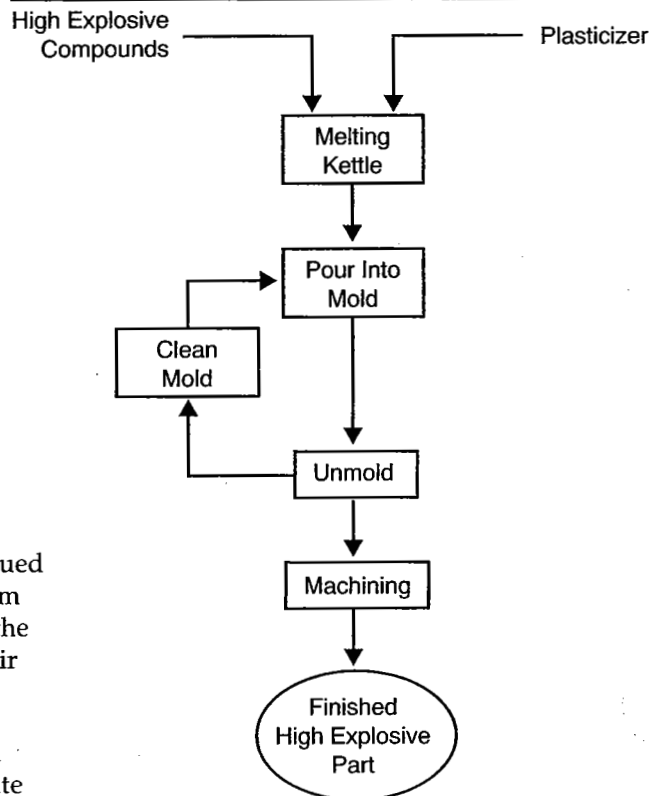 High Explosive
Compounds
Plasticizer
Melting
Kettle
Pour Into
Mold
Clean
Mold
Unmold
Machining
Finished
High Explosive
Part